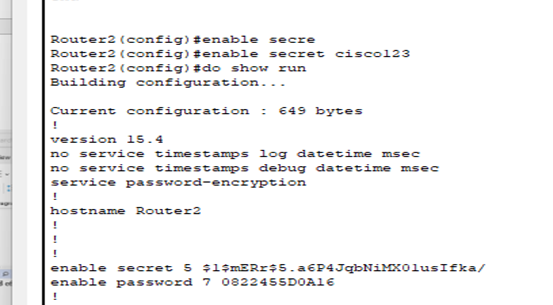 Router2(config)#enable secre
Router2(config)#enable secret cisco123
Router2(config)#do show run
Building configuration...
Current configuration : 649 bytes
!
version 15.4
no service timestamps log datetime msec
no service timestamps debug datetime msec
service password-encryption
!
hostname Router2
!
!
!
enable secret 5 $1$mERr$5.a6P4JqbNiMX01usIfka/
enable password 7 0822455D0A16
!